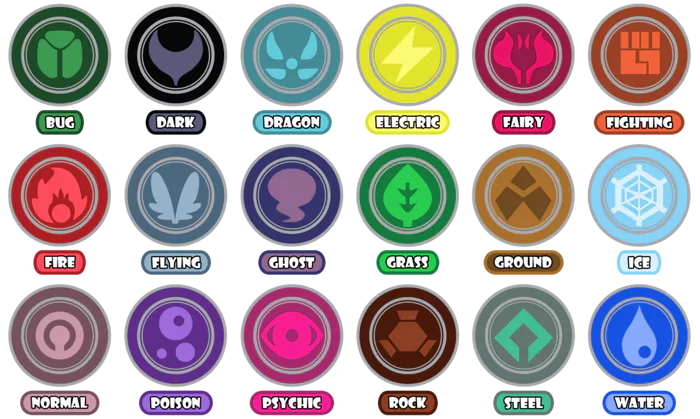 BUG DARK DRAGON ELECTRIC FAIRY FIGHTING
FIRE FLYING GHOST GRASS GROUND ICE
NORMAL POISON PSYCHIC ROCK STEEL WATER